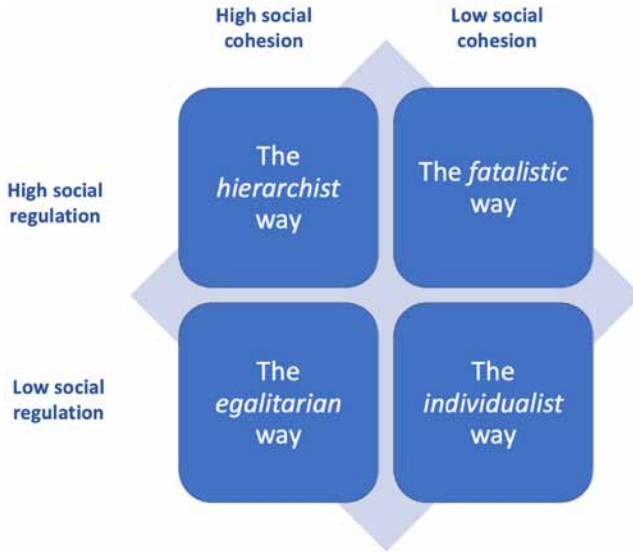 High social
cohesion
Low social
cohesion
High social
regulation
The
hierarchist
way
The fatalistic
way
Low social
regulation
The
egalitarian
way
The
individualist
way